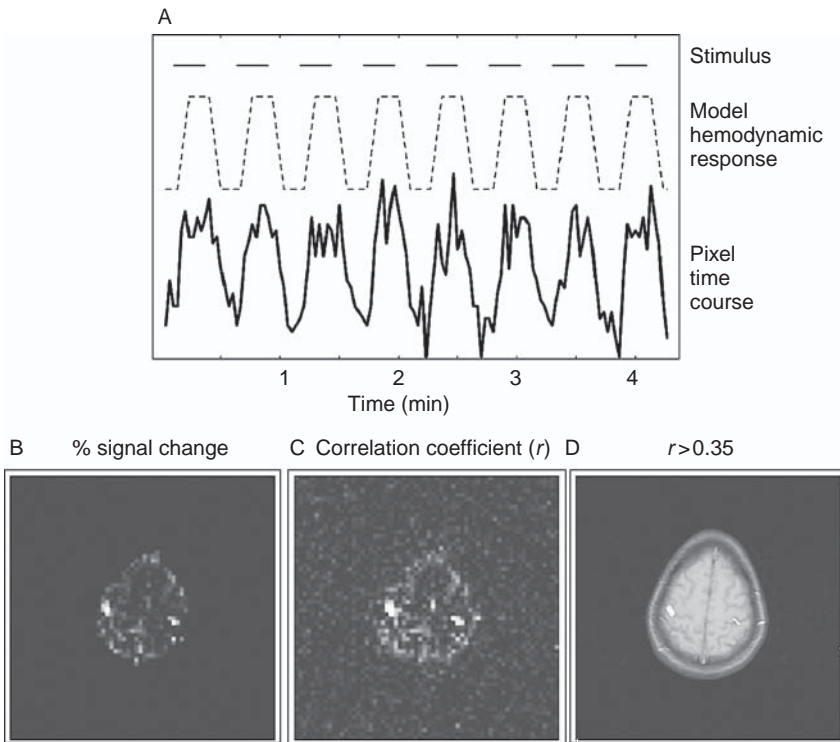 A
Stimulus
Model
hemodynamic
response
Pixel
time
course
1 2 3 4
Time (min)
B % signal change
C Correlation coefficient (r)
D r>0.35